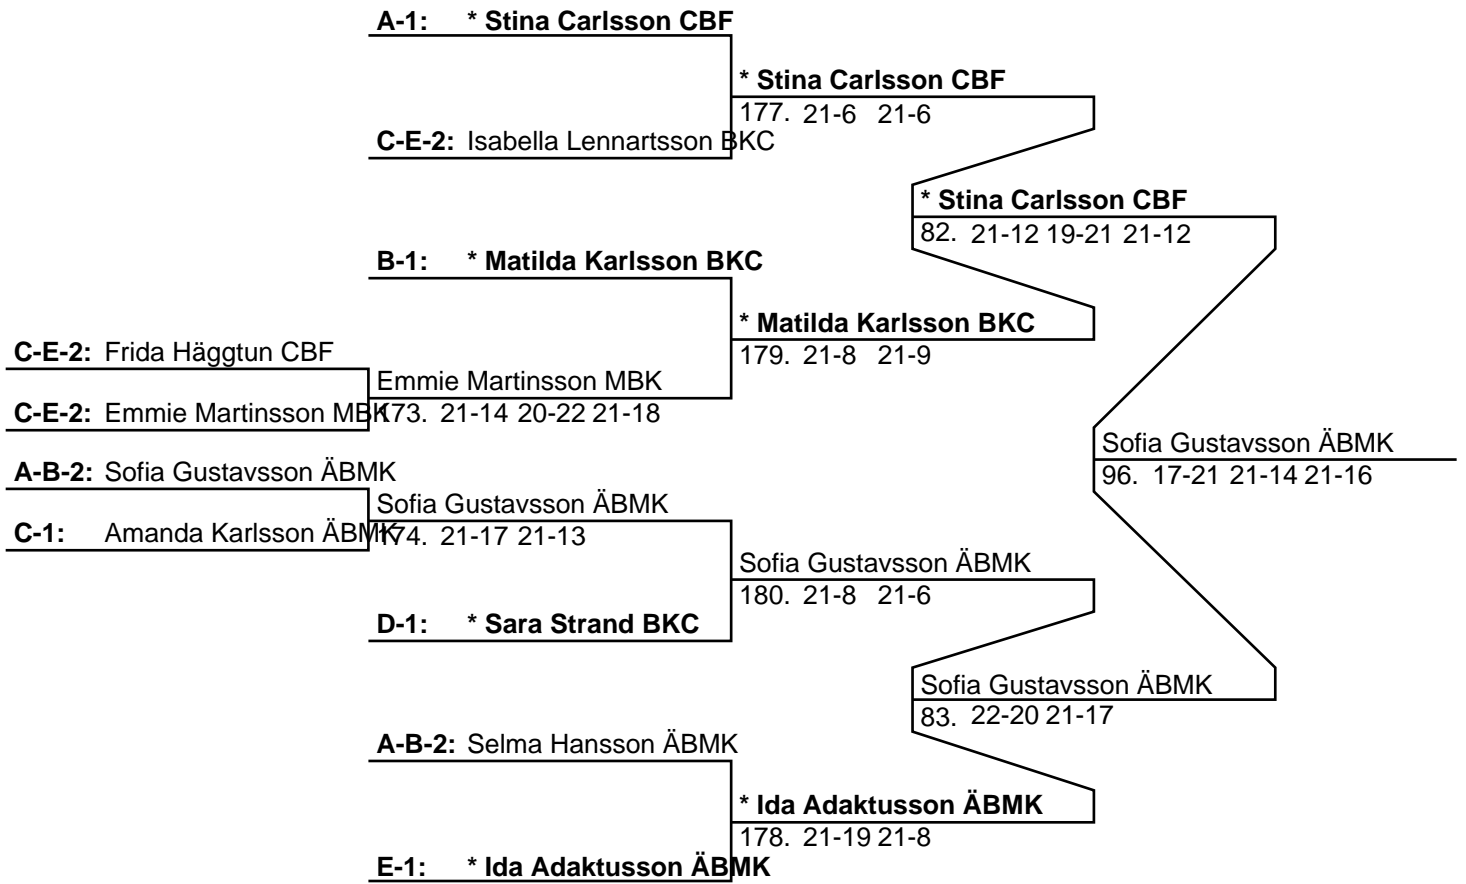 A-1: * Stina Carlsson CBF
* Stina Carlsson CBF
177. 21-6 21-6
C-E-2: Isabella Lennartsson BKC
* Stina Carlsson CBF
82. 21-12 19-21 21-12
B-1: * Matilda Karlsson BKC
* Matilda Karlsson BKC
179. 21-8 21-9
C-E-2: Frida Häggtun CBF
Emmie Martinsson MBK
C-E-2: Emmie Martinsson MBK
173. 21-14 20-22 21-18
Sofia Gustavsson ÄBMK
96. 17-21 21-14 21-16
A-B-2: Sofia Gustavsson ÄBMK
Sofia Gustavsson ÄBMK
C-1: Amanda Karlsson ÄBMK
174. 21-17 21-13
Sofia Gustavsson ÄBMK
180. 21-8 21-6
D-1: * Sara Strand BKC
Sofia Gustavsson ÄBMK
83. 22-20 21-17
A-B-2: Selma Hansson ÄBMK
* Ida Adaktusson ÄBMK
178. 21-19 21-8
E-1: * Ida Adaktusson ÄBMK